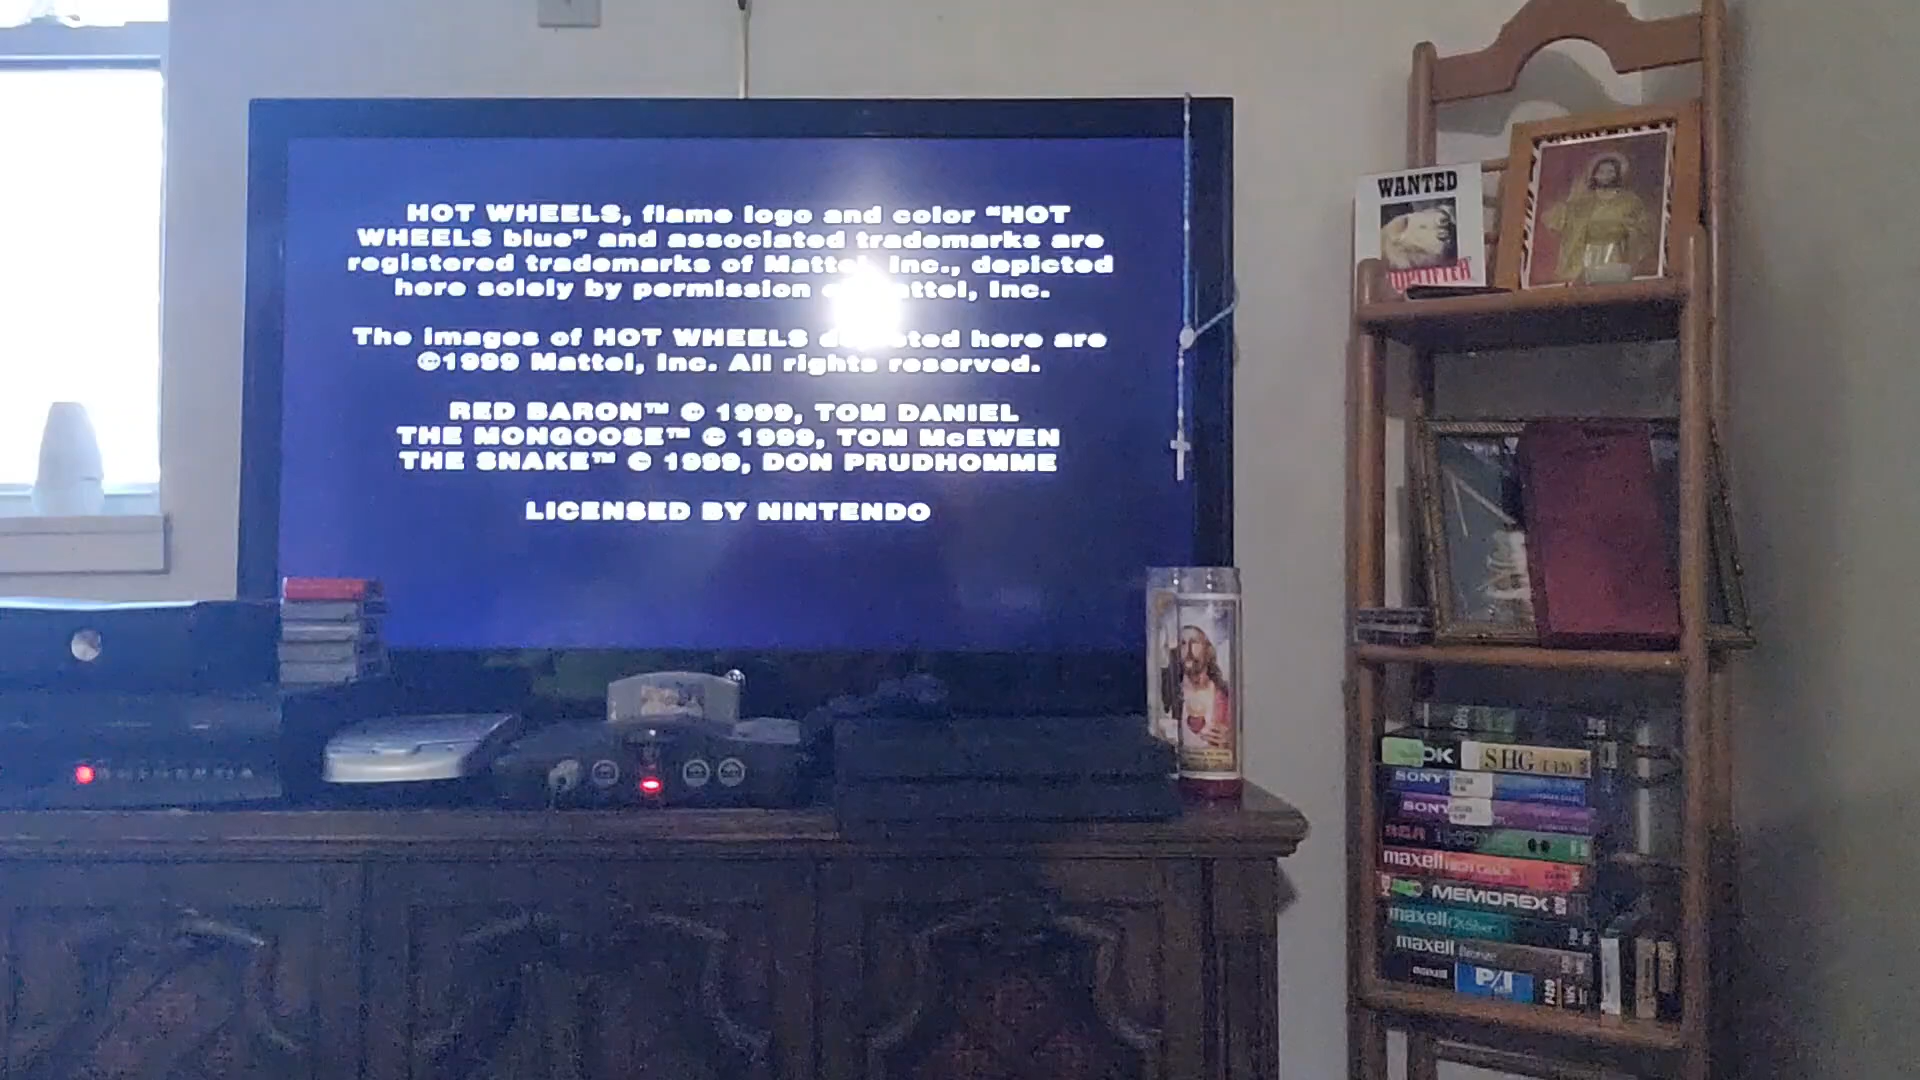 HOT WHEELS, flame logo and color “HOT
WHEELS blue” and associated trademarks are
registered trademarks of Inc., depicted
here solely by permission Inc.
The images of HOT WHEELS here are
©1999 Mattel, Inc. All rights reserved.
RED BARON™ © 1999, TOM DANIEL
THE MONGOOSE™ © 1999, TOM McEWEN
THE SNAKE™ © 1999, DON PRUDHOMME
LICENSED BY NINTENDO
WANTED
SHG T-120
SONY
SONY
RCA
maxell
MEMOREX
maxell
maxell Bronze
P/I